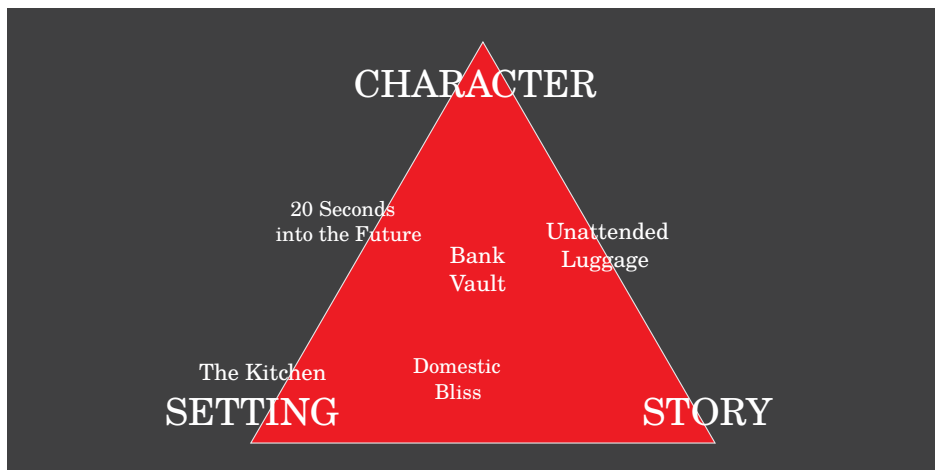 CHARACTER
20 Seconds
into the Future
Unattended
Luggage
Bank
Vault
The Kitchen
Domestic
Bliss
SETTING
STORY